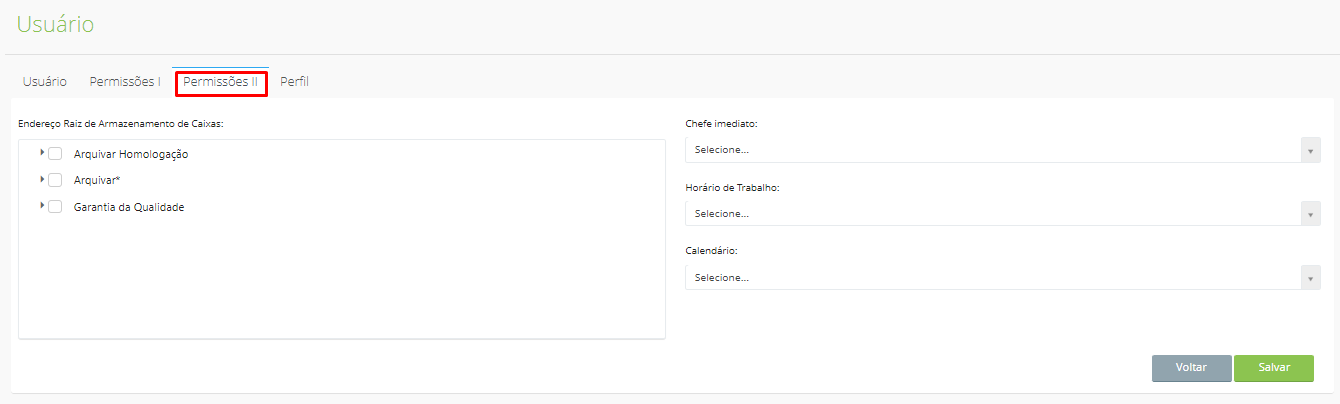 Usuário
Usuário Permissões I Permissões II Perfil
Endereço Raiz de Armazenamento de Caixas:
Arquivar Homologação
Arquivar*
Garantia da Qualidade
Chefe imediato:
Selecione...
Horário de Trabalho:
Selecione...
Calendário:
Selecione...
Voltar Salvar